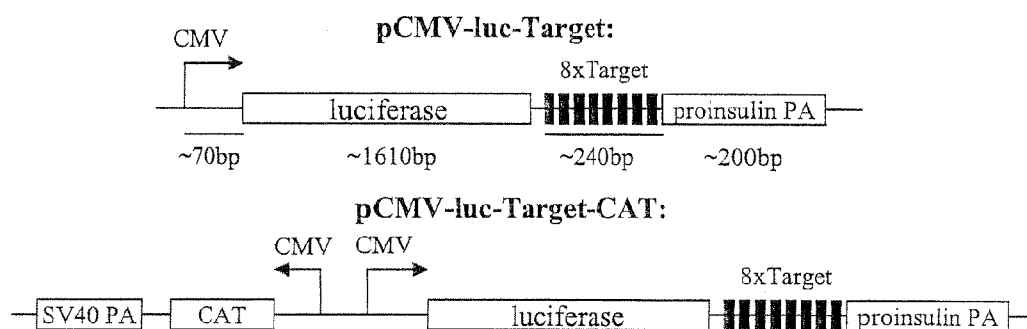 pCMV-luc-Target:
CMV
8xTarget
luciferase
proinsulin PA
~70bp
~1610bp
~240bp
~200bp
pCMV-luc-Target-CAT:
CMV
CMV
8xTarget
SV40 PA
CAT
luciferase
proinsulin PA